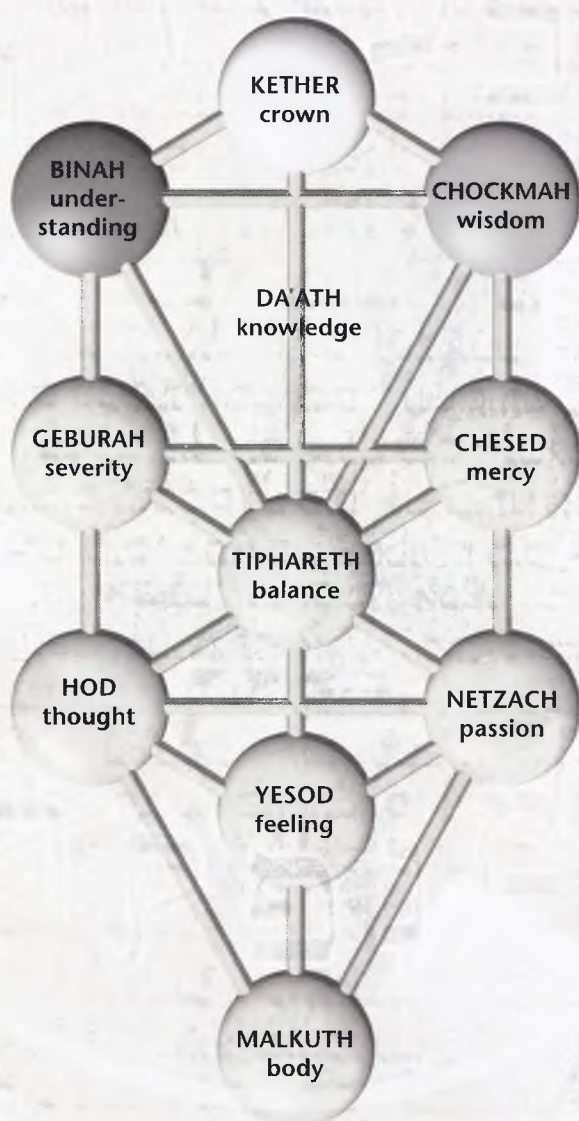 KETHER
crown
BINAH
under-
standing
CHOCKMAH
wisdom
DA'ATH
knowledge
GEBURAH
severity
CHESED
mercy
TIPHARETH
balance
HOD
thought
NETZACH
passion
YESOD
feeling
MALKUTH
body